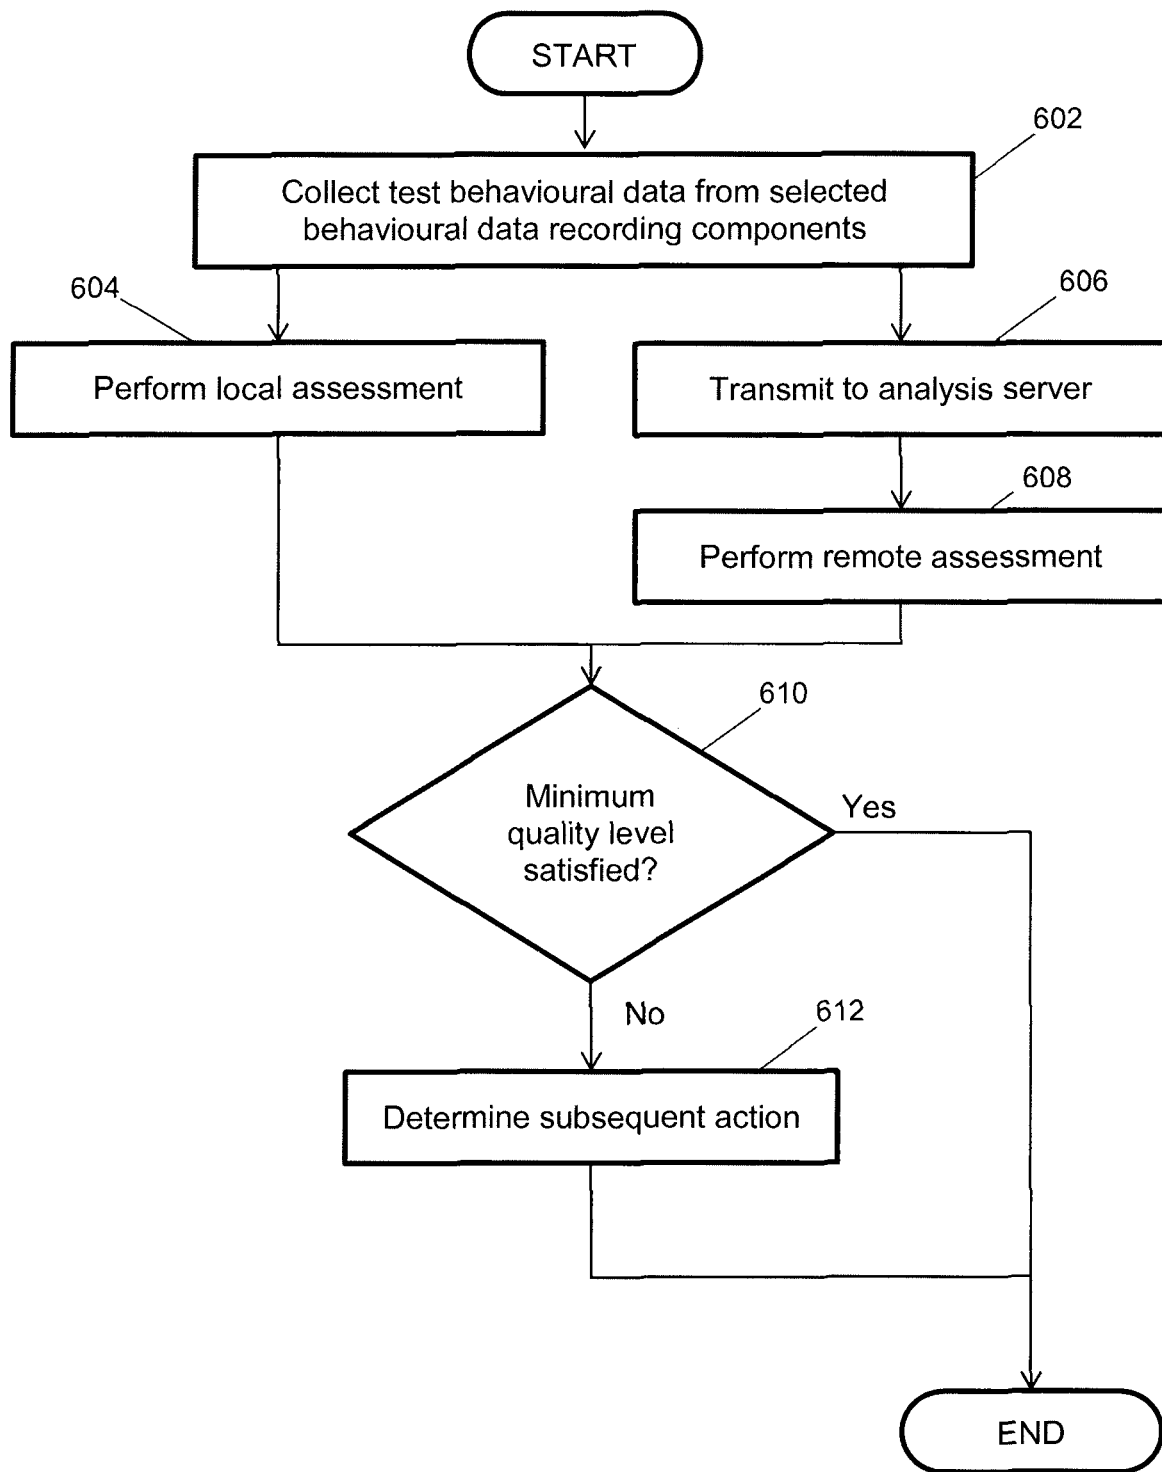 START
602
Collect test behavioural data from selected
behavioural data recording components
604
606
Perform local assessment
Transmit to analysis server
608
Perform remote assessment
610
Minimum
quality level
satisfied?
Yes
No
612
Determine subsequent action
END